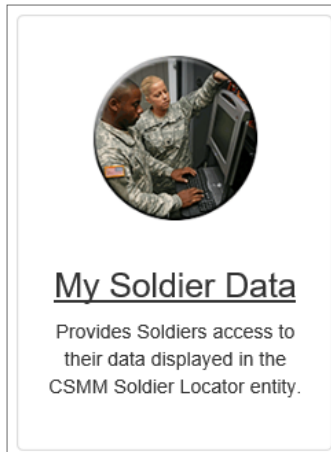 My Soldier Data
Provides Soldiers access to
their data displayed in the
CSMM Soldier Locator entity.